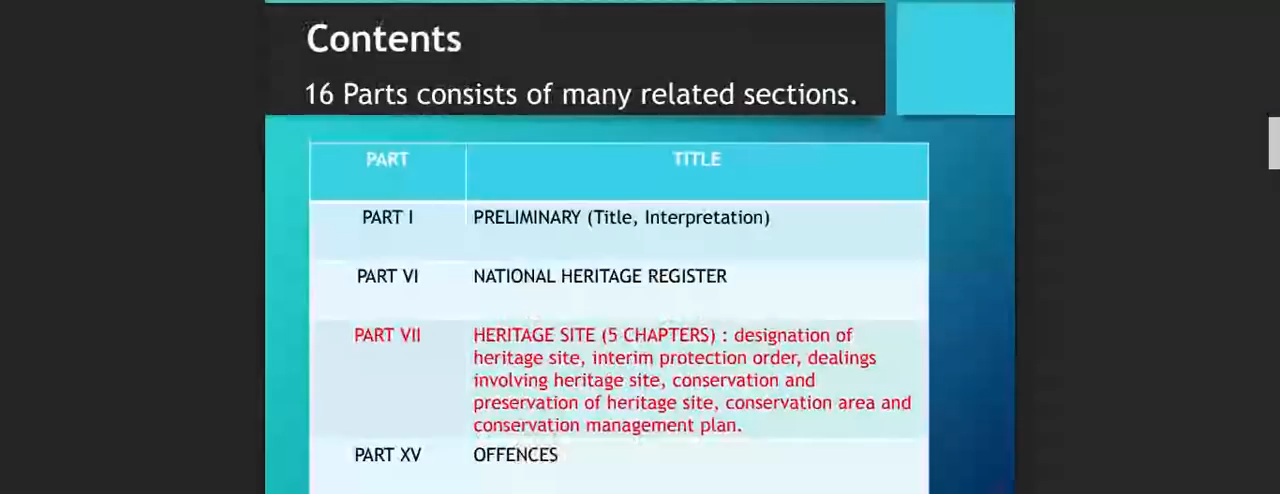 Contents
16 Parts consists of many related sections.
PART TITLE
PART I PRELIMINARY (Title, Interpretation)
PART VI NATIONAL HERITAGE REGISTER
PART VII HERITAGE SITE (5 CHAPTERS) : designation of
heritage site, interim protection order, dealings
involving heritage site, conservation and
preservation of heritage site, conservation area and
conservation management plan.
PART XV OFFENCES